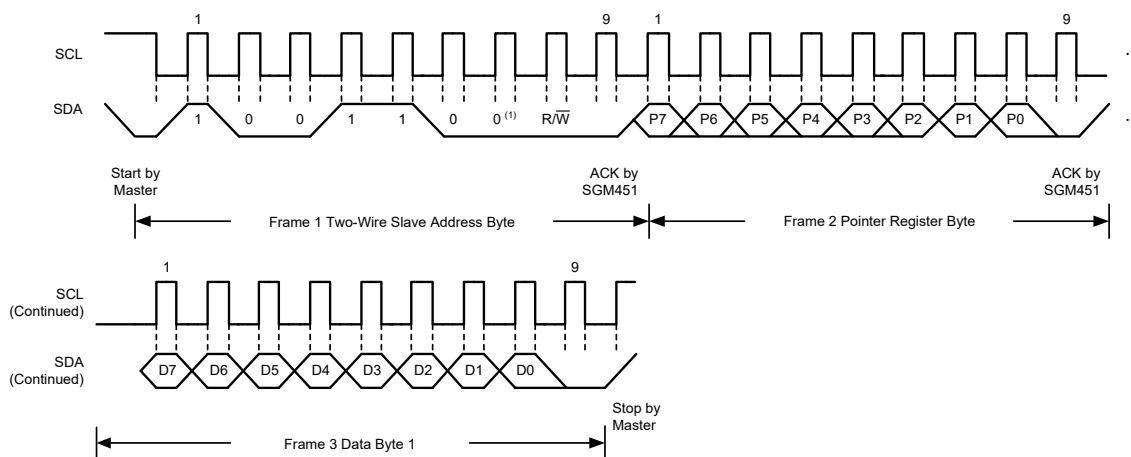 1 9 1 9
SCL
SDA
1 0 0 1 1 0 0 (1) R/W P7 P6 P5 P4 P3 P2 P1 P0
Start by
Master
ACK by
SGM451
ACK by
SGM451
Frame 1 Two-Wire Slave Address Byte
Frame 2 Pointer Register Byte
1 9
SCL
(Continued)
SDA
(Continued)
D7 D6 D5 D4 D3 D2 D1 D0
Stop by
Master
Frame 3 Data Byte 1